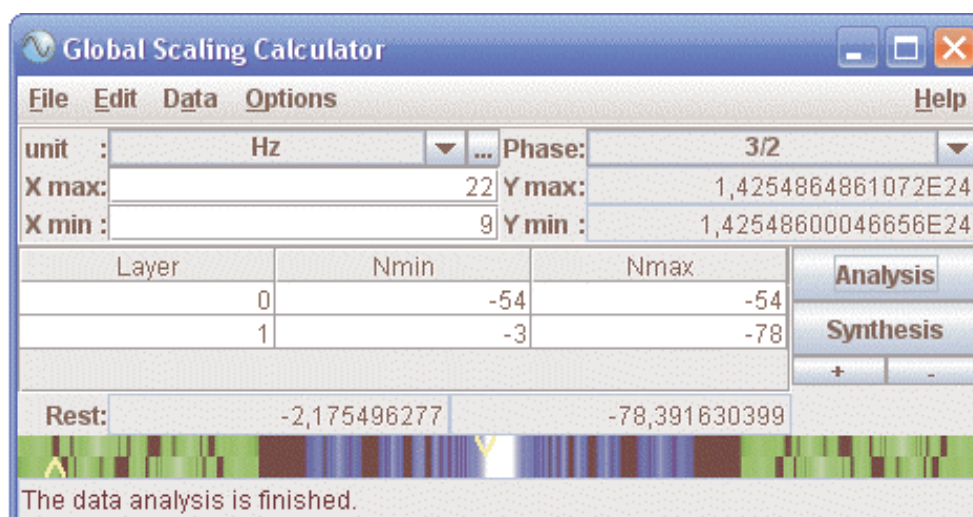 Global Scaling Calculator
File Edit Data Options Help
unit : Hz ... Phase: 3/2
X max: 22 Y max: 1,4254864861072E24
X min : 9 Y min : 1,42548600046656E24
Layer Nmin Nmax Analysis
0 -54 -54
1 -3 -78 Synthesis
+ -
Rest: -2,175496277 -78,391630399
The data analysis is finished.